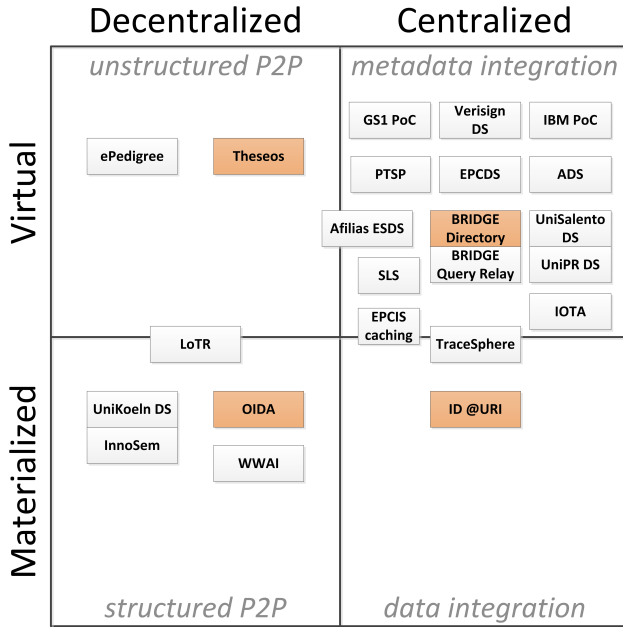 Decentralized
Centralized
unstructured P2P
metadata integration
Virtual
GS1 PoC
Verisign
DS
IBM PoC
ePedigree
Theseos
PTSP
EPCDS
ADS
Afilias ESDS
BRIDGE
Directory
UniSalento
DS
SLS
BRIDGE
Query Relay
UniPR DS
EPCIS
caching
IOTA
LoTR
TraceSphere
Materialized
UniKoeln DS
OIDA
ID @URI
InnoSem
WWAI
structured P2P
data integration